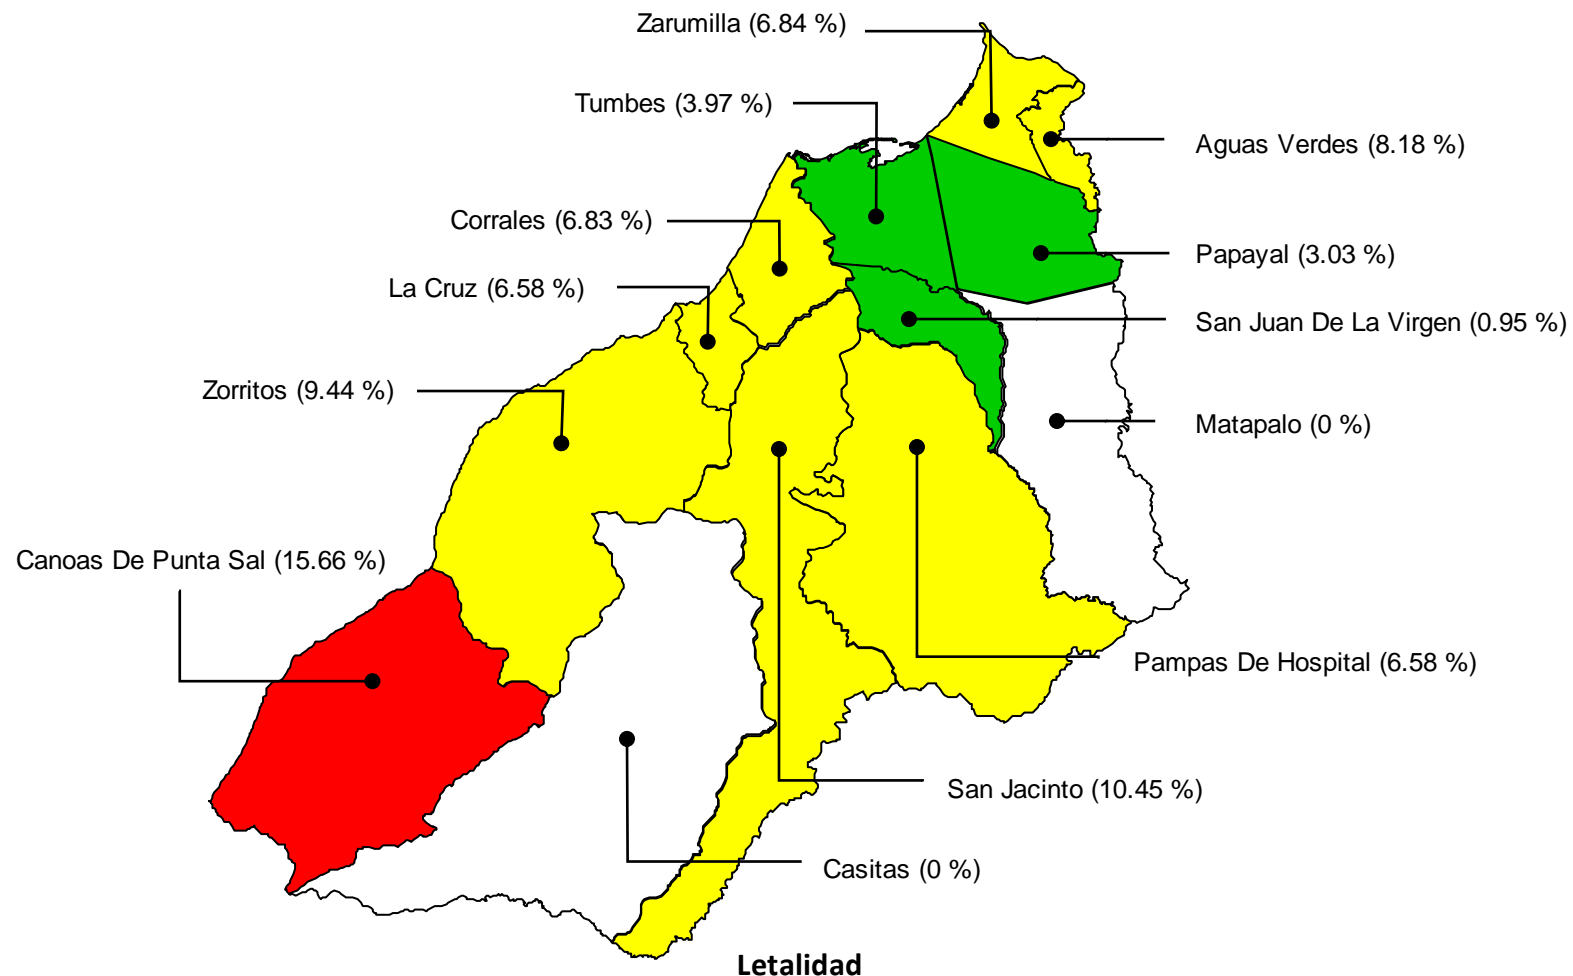 Zarumilla (6.84 %)
Tumbes (3.97 %)
Aguas Verdes (8.18 %)
Corrales (6.83 %)
Papayal (3.03 %)
La Cruz (6.58 %)
San Juan De La Virgen (0.95 %)
Zorritos (9.44 %)
Matapalo (0 %)
Canoas De Punta Sal (15.66 %)
Pampas De Hospital (6.58 %)
San Jacinto (10.45 %)
Casitas (0 %)
Letalidad